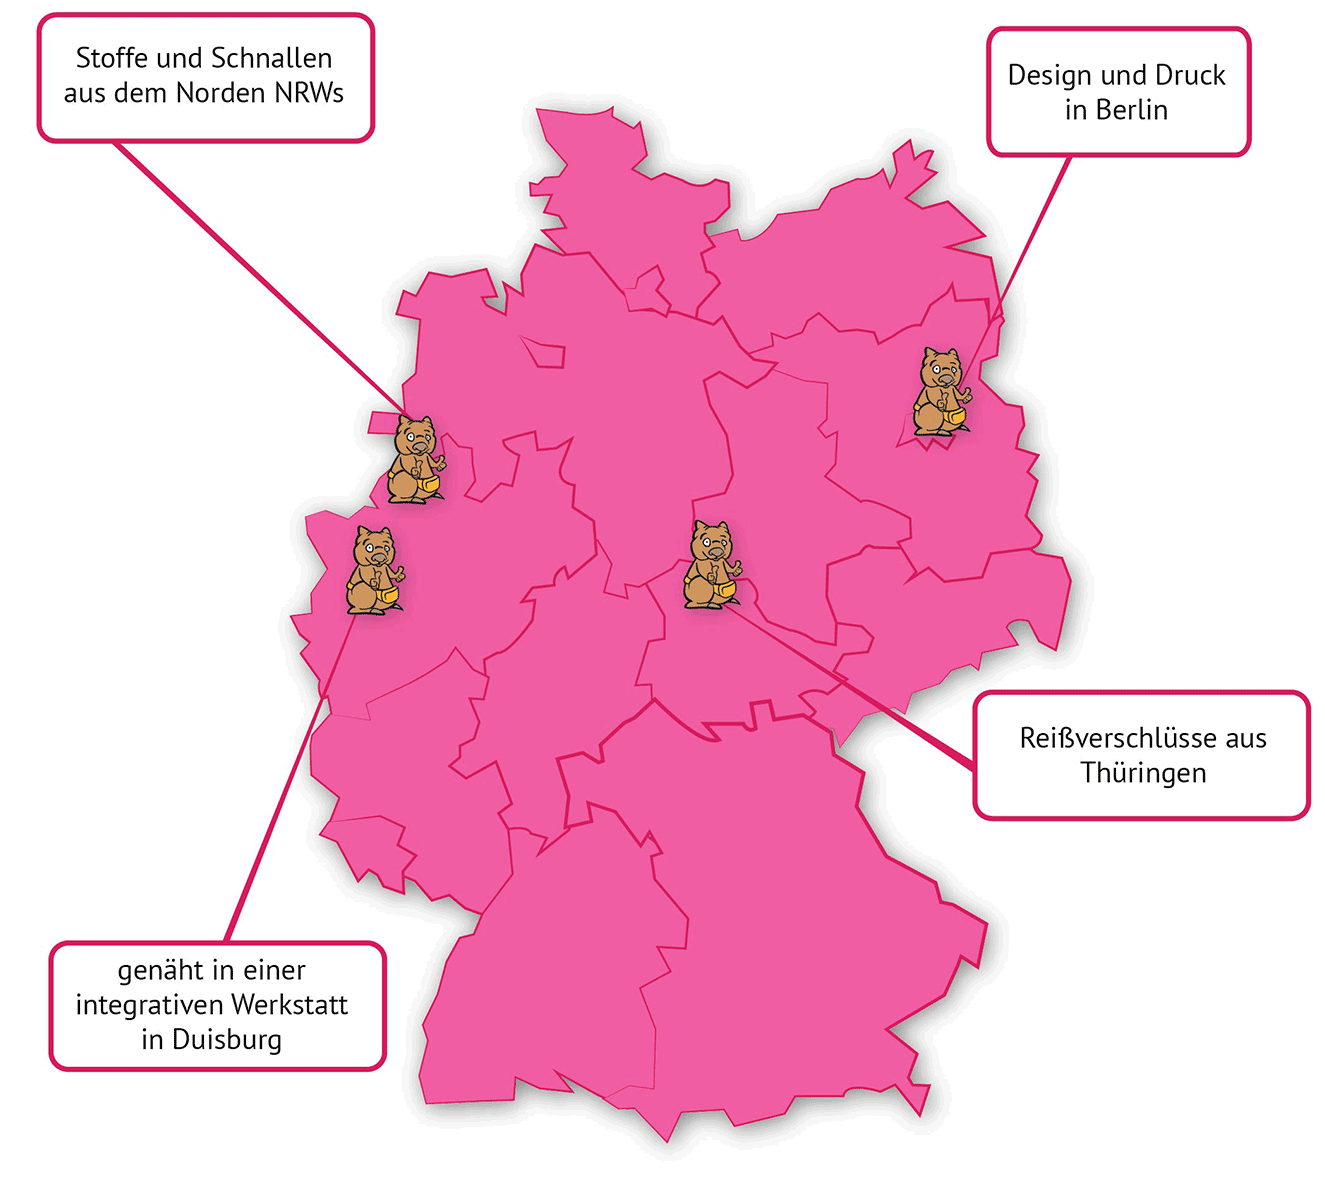 Stoffe und Schnallen
aus dem Norden NRWs
Design und Druck
in Berlin
Reißverschlüsse aus
Thüringen
genäht in einer
integrativen Werkstatt
in Duisburg